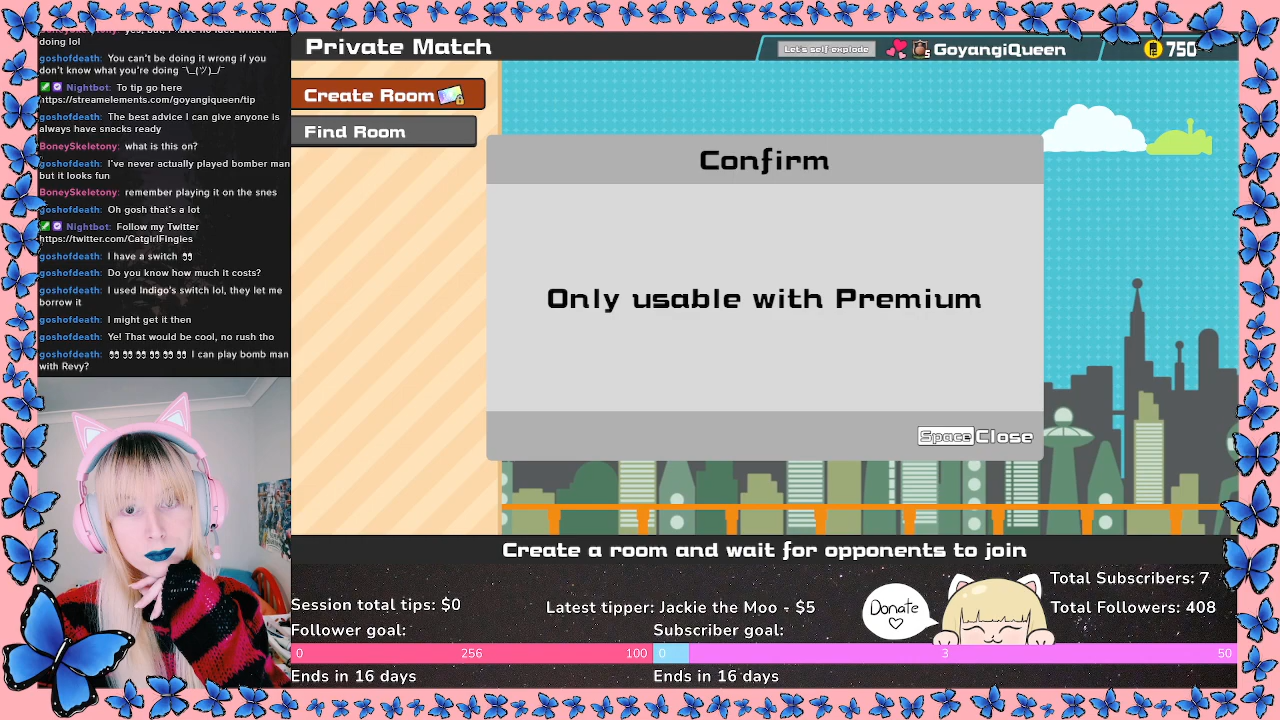 BoneySkeletony: yes, but, I have no idea what I'm
doing lol
goshofdeath: You can't be doing it wrong if you
don't know what you're doing ¯\_(ツ)_/¯
Nightbot: To tip go here
https://streamelements.com/goyangiqueen/tip
goshofdeath: The best advice I can give anyone is
always have snacks ready
BoneySkeletony: what is this on?
goshofdeath: I've never actually played bomber man
but it looks fun
BoneySkeletony: remember playing it on the snes
goshofdeath: Oh gosh that's a lot
Nightbot: Follow my Twitter
https://twitter.com/CatgirlFingles
goshofdeath: I have a switch 👀
goshofdeath: Do you know how much it costs?
goshofdeath: I used Indigo's switch lol, they let me
borrow it
goshofdeath: I might get it then
goshofdeath: Ye! That would be cool, no rush tho
goshofdeath: 👀 👀 👀 👀 👀 👀 I can play bomb man
with Revy?
Private Match
Let's self explode
5
GoyangiQueen
750
Create Room
Find Room
Confirm
Only usable with Premium
Space Close
Create a room and wait for opponents to join
Session total tips: $0
Latest tipper: Jackie the Moo - $5
Donate
Total Subscribers: 7
Total Followers: 408
Follower goal:
Subscriber goal:
0 256 100
0 3 50
Ends in 16 days
Ends in 16 days